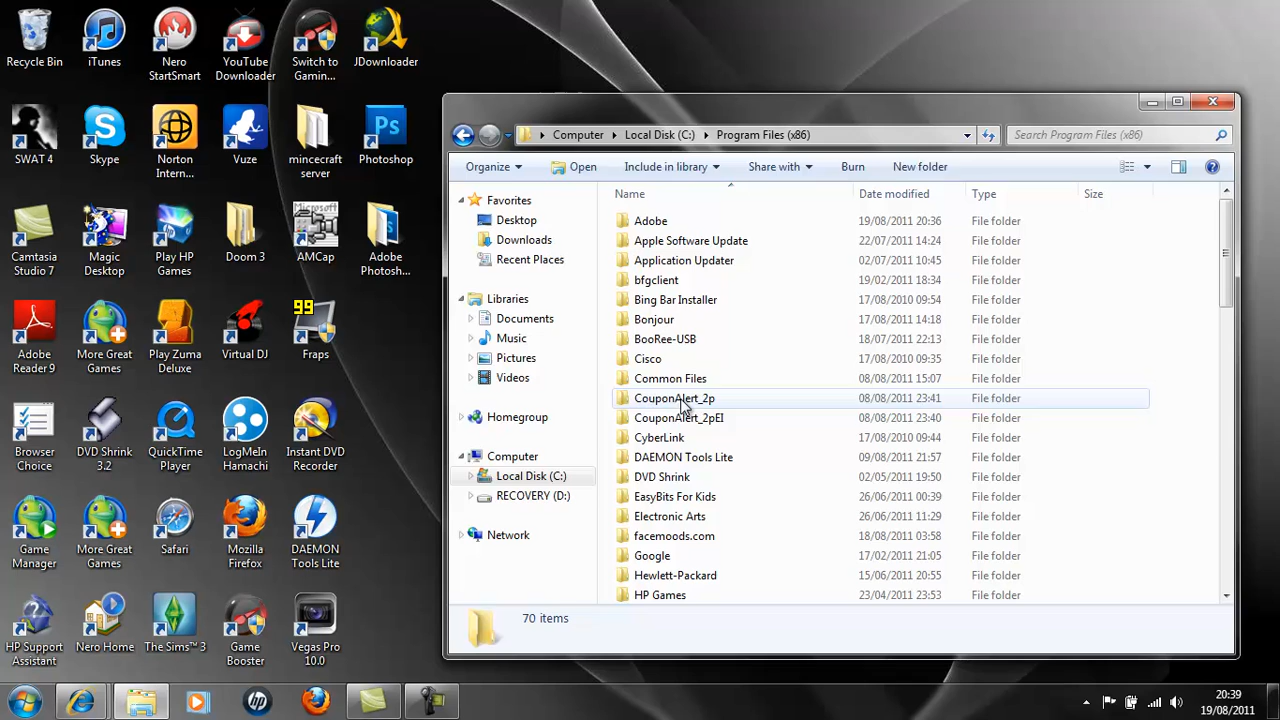 Recycle Bin
iTunes
Nero
StartSmart
YouTube
Downloader
Switch to
Gamin...
JDownloader
SWAT 4
Skype
Norton
Intern...
Vuze
mincecraft
server
Ps
Photoshop
Camtasia
Studio 7
Magic
Desktop
Play HP
Games
Doom 3
Microsoft
AMCap
Adobe
Photosh...
99
Adobe
Reader 9
More Great
Games
Play Zuma
Deluxe
Virtual DJ
Fraps
Browser
Choice
DVD Shrink
3.2
QuickTime
Player
LogMeIn
Hamachi
Instant DVD
Recorder
Game
Manager
More Great
Games
Safari
Mozilla
Firefox
DAEMON
Tools Lite
HP Support
Assistant
Nero Home
The Sims™ 3
Game
Booster
Vegas Pro
10.0
Computer
Local Disk (C:)
Program Files (x86)
Search Program Files (x86)
Organize
Open
Include in library
Share with
Burn
New folder
Favorites
Desktop
Downloads
Recent Places
Libraries
Documents
Music
Pictures
Videos
Homegroup
Computer
Local Disk (C:)
RECOVERY (D:)
Network
Name Date modified Type Size
Adobe 19/08/2011 20:36 File folder
Apple Software Update 22/07/2011 14:24 File folder
Application Updater 02/07/2011 10:45 File folder
bfgclient 19/02/2011 18:34 File folder
Bing Bar Installer 17/08/2010 09:54 File folder
Bonjour 17/08/2011 14:18 File folder
BooRee-USB 18/07/2011 22:13 File folder
Cisco 17/08/2010 09:35 File folder
Common Files 08/08/2011 15:07 File folder
CouponAlert_2p 08/08/2011 23:41 File folder
CouponAlert_2pEI 08/08/2011 23:40 File folder
CyberLink 17/08/2010 09:44 File folder
DAEMON Tools Lite 09/08/2011 21:57 File folder
DVD Shrink 02/05/2011 19:50 File folder
EasyBits For Kids 26/06/2011 00:39 File folder
Electronic Arts 26/06/2011 11:29 File folder
facemoods.com 18/08/2011 03:58 File folder
Google 17/02/2011 21:05 File folder
Hewlett-Packard 15/06/2011 20:55 File folder
HP Games 23/04/2011 23:53 File folder
70 items
hp
20:39
19/08/2011